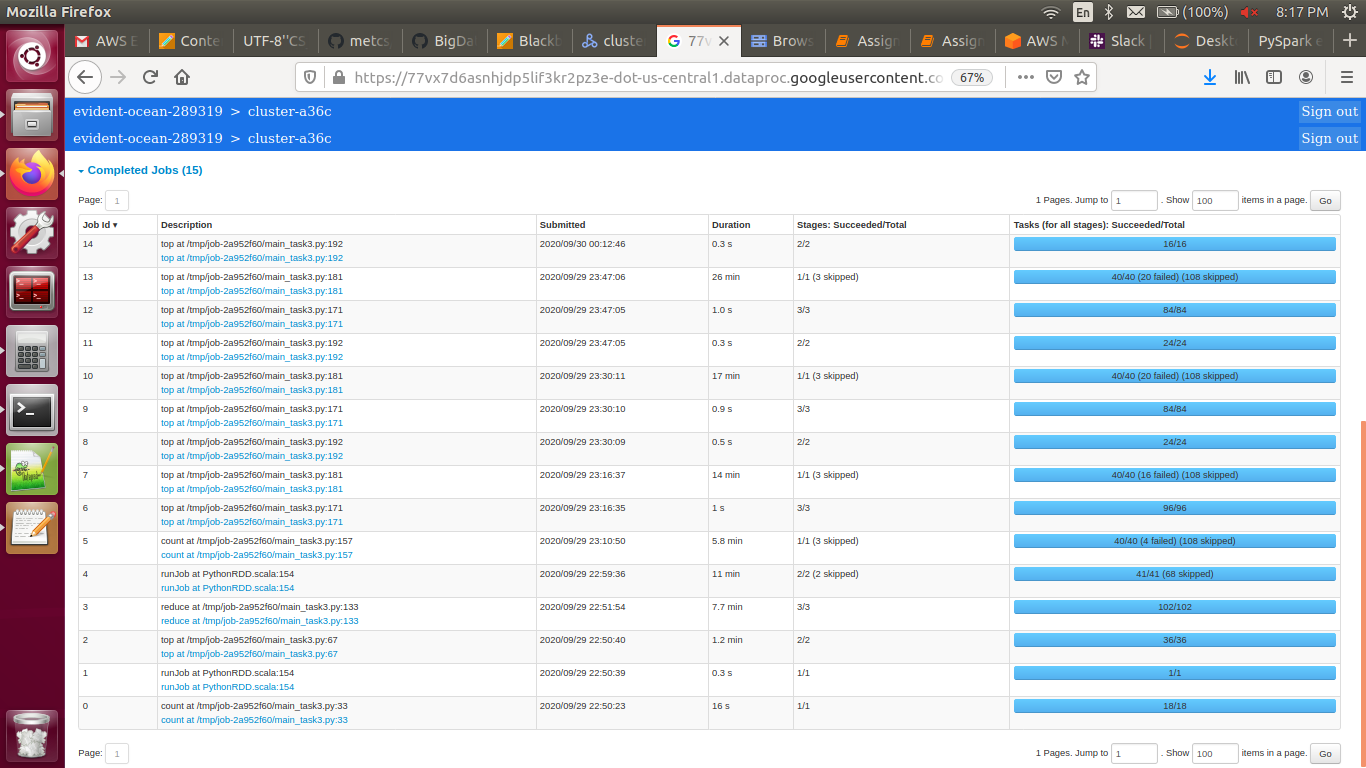 Mozilla Firefox
En
(100%)
8:17 PM
AWS E
Conte
UTF-8"CS
metcs
BigDa
Blackb
cluste
77v
Brows
Assign
Assign
AWS M
Slack
Deskt
PySpark e
https://77vx7d6asnhjdp5lif3kr2pz3e-dot-us-central1.dataproc.googleusercontent.co
67%
evident-ocean-289319 > cluster-a36c
Sign out
evident-ocean-289319 > cluster-a36c
Sign out
Completed Jobs (15)
Page: 1
1 Pages. Jump to 1 . Show 100 items in a page. Go
Job Id ▾ Description Submitted Duration Stages: Succeeded/Total Tasks (for all stages): Succeeded/Total
14 top at /tmp/job-2a952f60/main_task3.py:192 2020/09/30 00:12:46 0.3 s 2/2 16/16
top at /tmp/job-2a952f60/main_task3.py:192
13 top at /tmp/job-2a952f60/main_task3.py:181 2020/09/29 23:47:06 26 min 1/1 (3 skipped) 40/40 (20 failed) (108 skipped)
top at /tmp/job-2a952f60/main_task3.py:181
12 top at /tmp/job-2a952f60/main_task3.py:171 2020/09/29 23:47:05 1.0 s 3/3 84/84
top at /tmp/job-2a952f60/main_task3.py:171
11 top at /tmp/job-2a952f60/main_task3.py:192 2020/09/29 23:47:05 0.3 s 2/2 24/24
top at /tmp/job-2a952f60/main_task3.py:192
10 top at /tmp/job-2a952f60/main_task3.py:181 2020/09/29 23:30:11 17 min 1/1 (3 skipped) 40/40 (20 failed) (108 skipped)
top at /tmp/job-2a952f60/main_task3.py:181
9 top at /tmp/job-2a952f60/main_task3.py:171 2020/09/29 23:30:10 0.9 s 3/3 84/84
top at /tmp/job-2a952f60/main_task3.py:171
8 top at /tmp/job-2a952f60/main_task3.py:192 2020/09/29 23:30:09 0.5 s 2/2 24/24
top at /tmp/job-2a952f60/main_task3.py:192
7 top at /tmp/job-2a952f60/main_task3.py:181 2020/09/29 23:16:37 14 min 1/1 (3 skipped) 40/40 (16 failed) (108 skipped)
top at /tmp/job-2a952f60/main_task3.py:181
6 top at /tmp/job-2a952f60/main_task3.py:171 2020/09/29 23:16:35 1 s 3/3 96/96
top at /tmp/job-2a952f60/main_task3.py:171
5 count at /tmp/job-2a952f60/main_task3.py:157 2020/09/29 23:10:50 5.8 min 1/1 (3 skipped) 40/40 (4 failed) (108 skipped)
count at /tmp/job-2a952f60/main_task3.py:157
4 runJob at PythonRDD.scala:154 2020/09/29 22:59:36 11 min 2/2 (2 skipped) 41/41 (68 skipped)
runJob at PythonRDD.scala:154
3 reduce at /tmp/job-2a952f60/main_task3.py:133 2020/09/29 22:51:54 7.7 min 3/3 102/102
reduce at /tmp/job-2a952f60/main_task3.py:133
2 top at /tmp/job-2a952f60/main_task3.py:67 2020/09/29 22:50:40 1.2 min 2/2 36/36
top at /tmp/job-2a952f60/main_task3.py:67
1 runJob at PythonRDD.scala:154 2020/09/29 22:50:39 0.3 s 1/1 1/1
runJob at PythonRDD.scala:154
0 count at /tmp/job-2a952f60/main_task3.py:33 2020/09/29 22:50:23 16 s 1/1 18/18
count at /tmp/job-2a952f60/main_task3.py:33
Page: 1
1 Pages. Jump to 1 . Show 100 items in a page. Go